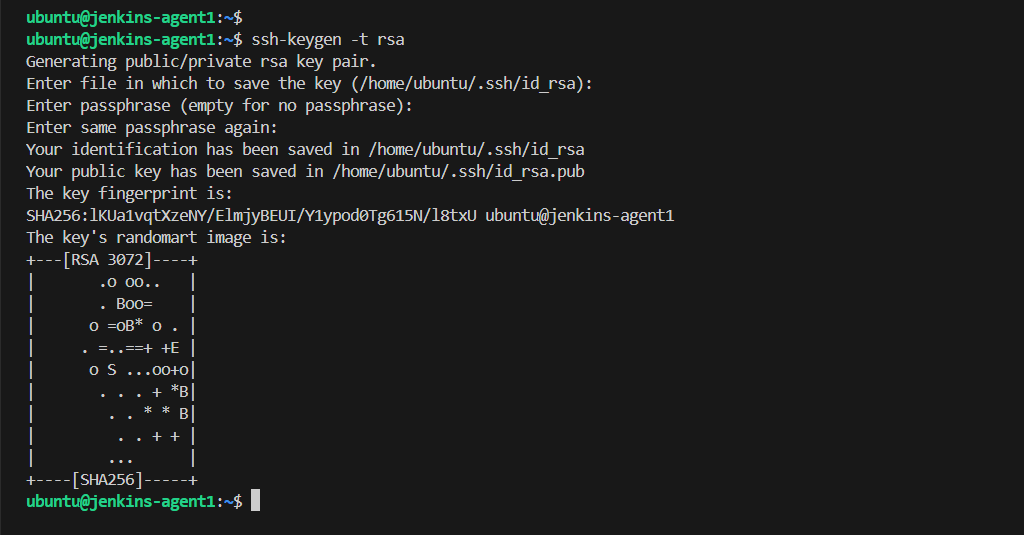 ubuntu@jenkins-agent1:~$
ubuntu@jenkins-agent1:~$ ssh-keygen -t rsa
Generating public/private rsa key pair.
Enter file in which to save the key (/home/ubuntu/.ssh/id_rsa):
Enter passphrase (empty for no passphrase):
Enter same passphrase again:
Your identification has been saved in /home/ubuntu/.ssh/id_rsa
Your public key has been saved in /home/ubuntu/.ssh/id_rsa.pub
The key fingerprint is:
SHA256:lKUa1vqtXzeNY/ElmjyBEUI/Y1ypod0Tg615N/l8txU ubuntu@jenkins-agent1
The key's randomart image is:
+---[RSA 3072]----+
|       .o oo..   |
|       . Boo=    |
|      o =oB* o . |
|     . =..==+ +E |
|      o S ...oo+o|
|       . . . + *B|
|        . . * * B|
|         . . + + |
|        ...      |
+----[SHA256]-----+
ubuntu@jenkins-agent1:~$